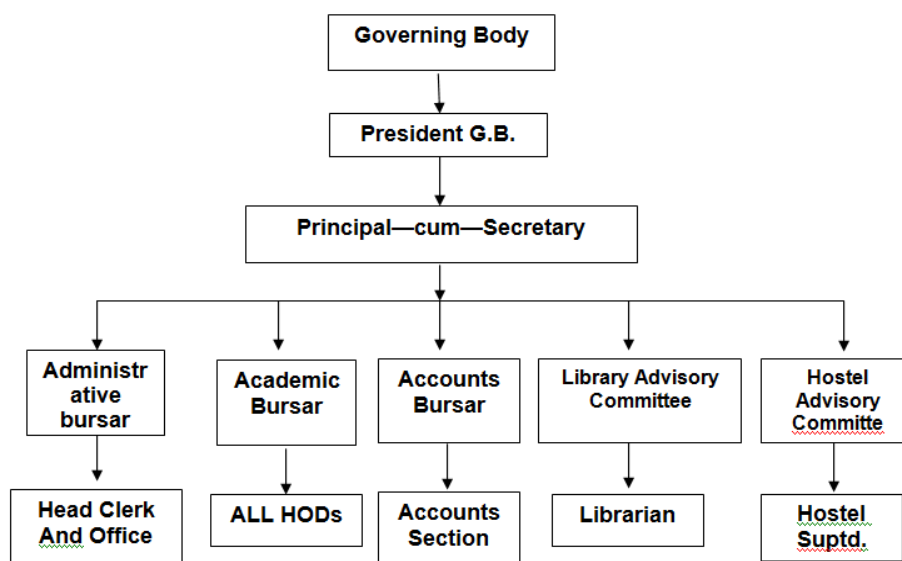 Governing Body
President G.B.
Principal—cum—Secretary
Administr
ative
bursar
Academic
Bursar
Accounts
Bursar
Library Advisory
Committee
Hostel
Advisory
Committe
Head Clerk
And Office
ALL HODs
Accounts
Section
Librarian
Hostel
Suptd.